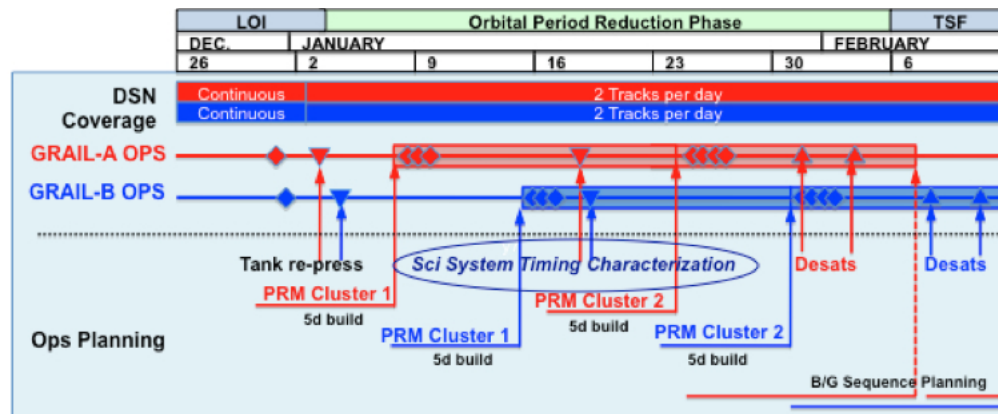 LOI Orbital Period Reduction Phase TSF
DEC. JANUARY FEBRUARY
26 2 9 16 23 30 6
DSN Coverage
Continuous 2 Tracks per day
Continuous 2 Tracks per day
GRAIL-A OPS
GRAIL-B OPS
Tank re-press Sci System Timing Characterization Desats Desats
PRM Cluster 1
5d build
PRM Cluster 2
5d build
Ops Planning
PRM Cluster 1
5d build
PRM Cluster 2
5d build
B/G Sequence Planning